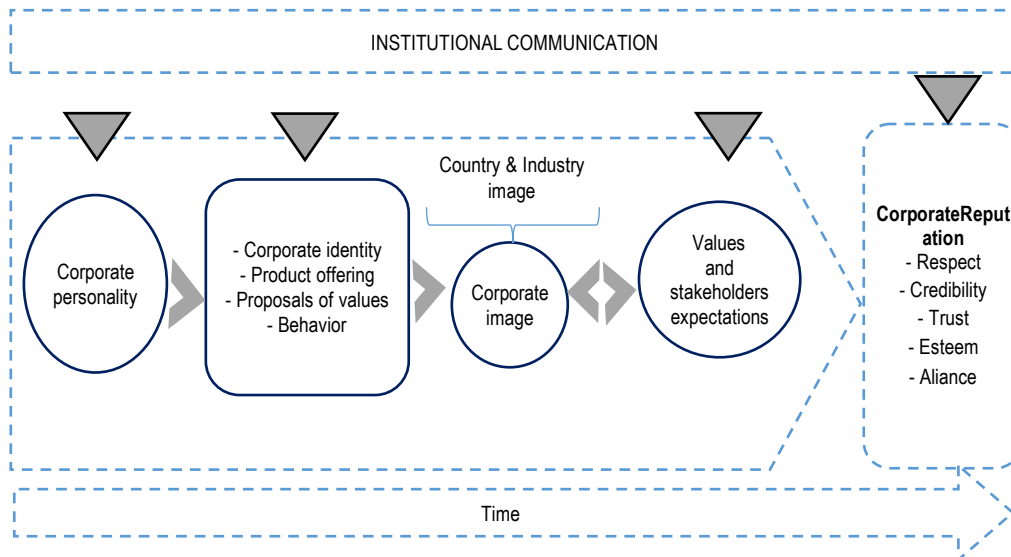 INSTITUTIONAL COMMUNICATION
Country & Industry
image
Corporate
personality
- Corporate identity
- Product offering
- Proposals of values
- Behavior
Corporate
image
Values
and
stakeholders
expectations
CorporateReput
ation
- Respect
- Credibility
- Trust
- Esteem
- Aliance
Time